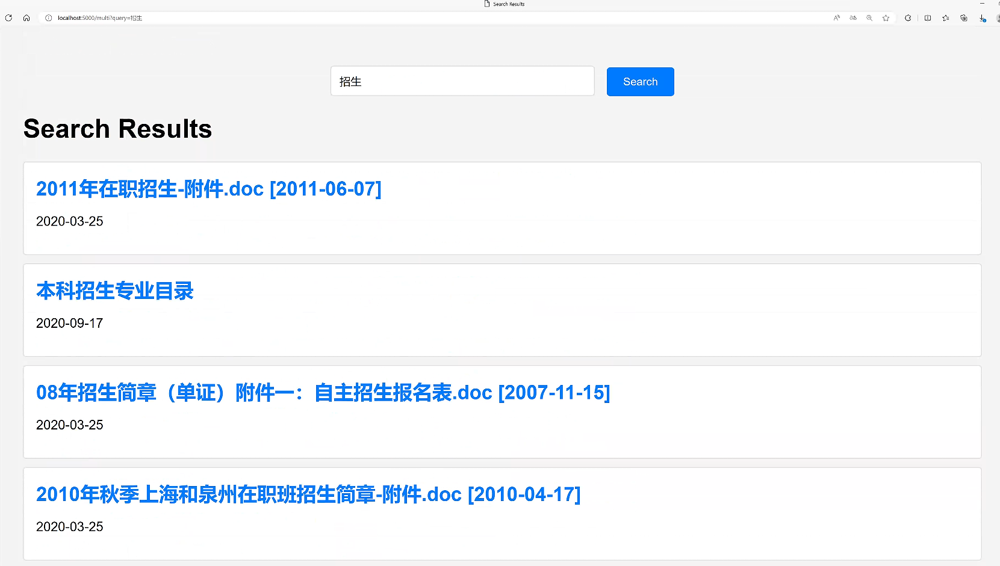 Search Results
localhost:5000/multi?query=招生
招生
Search
Search Results
2011年在职招生-附件.doc [2011-06-07]
2020-03-25
本科招生专业目录
2020-09-17
08年招生简章（单证）附件一：自主招生报名表.doc [2007-11-15]
2020-03-25
2010年秋季上海和泉州在职班招生简章-附件.doc [2010-04-17]
2020-03-25